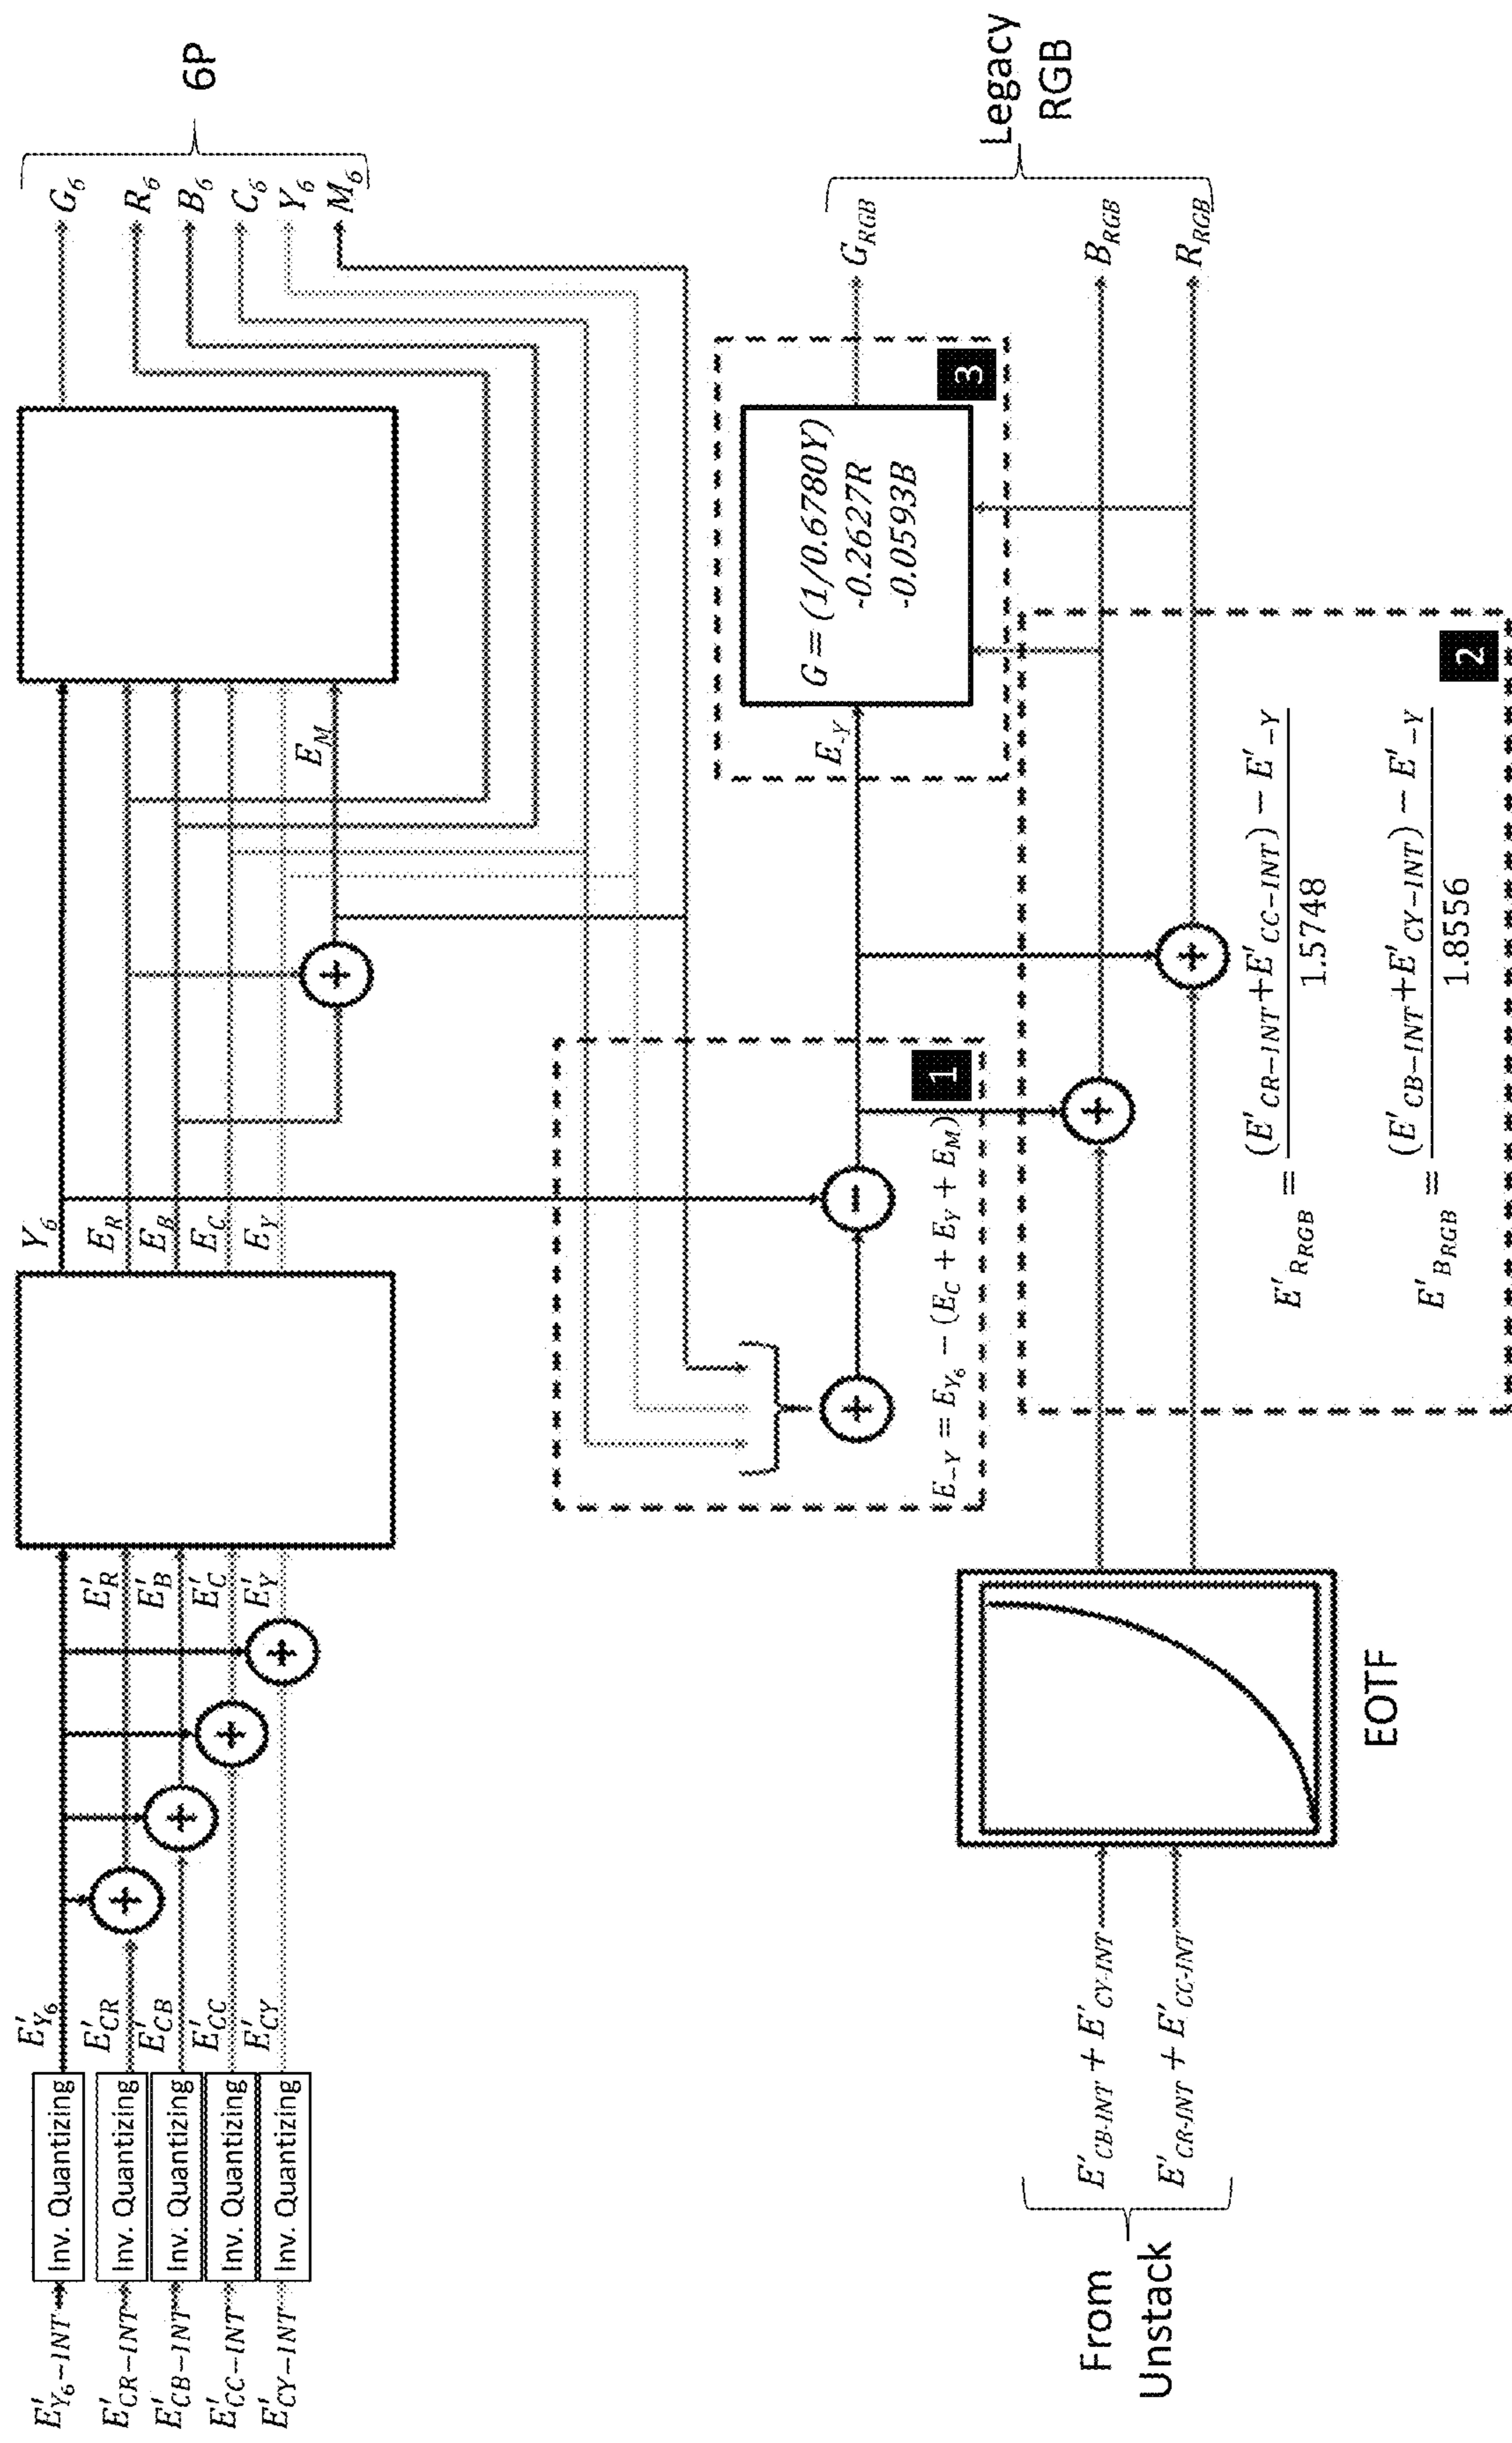 E'Y6–INT
E'CR–INT
E'CB–INT
E'CC–INT
E'CY–INT
Inv. Quantizing
Inv. Quantizing
Inv. Quantizing
Inv. Quantizing
Inv. Quantizing
E'Y6
E'CR
E'CB
E'CC
E'CY
+
+
+
+
E'R
E'B
E'C
E'Y
Y6
ER
EB
EC
EY
+
EM
G6
R6
B6
C6
Y6
M6
6P
+
−
E−Y = EY6 − (EC + EY + EM)
1
E-Y
G=(1/0.6780Y)
-0.2627R
-0.0593B
3
GRGB
BRGB
RRGB
Legacy
RGB
From
Unstack
E'CB-INT + E'CY-INT
E'CR-INT + E'CC-INT
EOTF
+
+
E'RRGB = (E'CR−INT+E'CC−INT) − E'−Y
1.5748
E'BRGB = (E'CB−INT+E'CY−INT) − E'−Y
1.8556
2